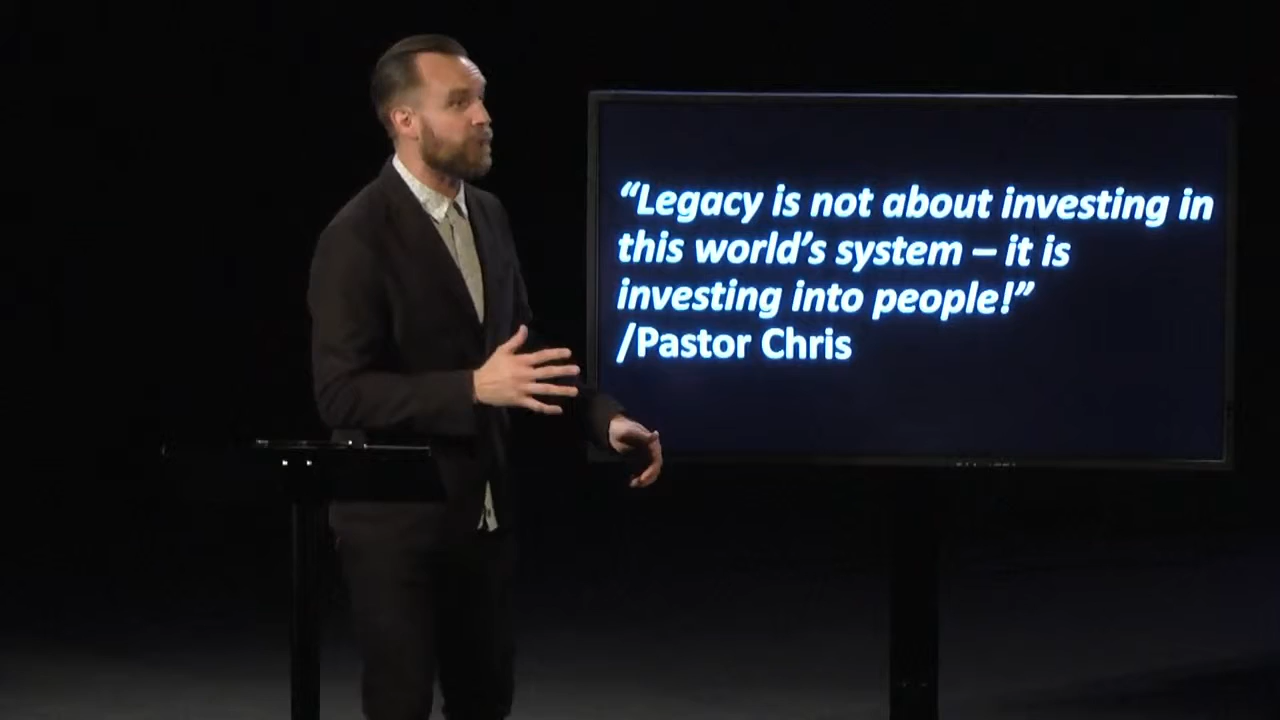 “Legacy is not about investing in
this world’s system – it is
investing into people!”
/Pastor Chris